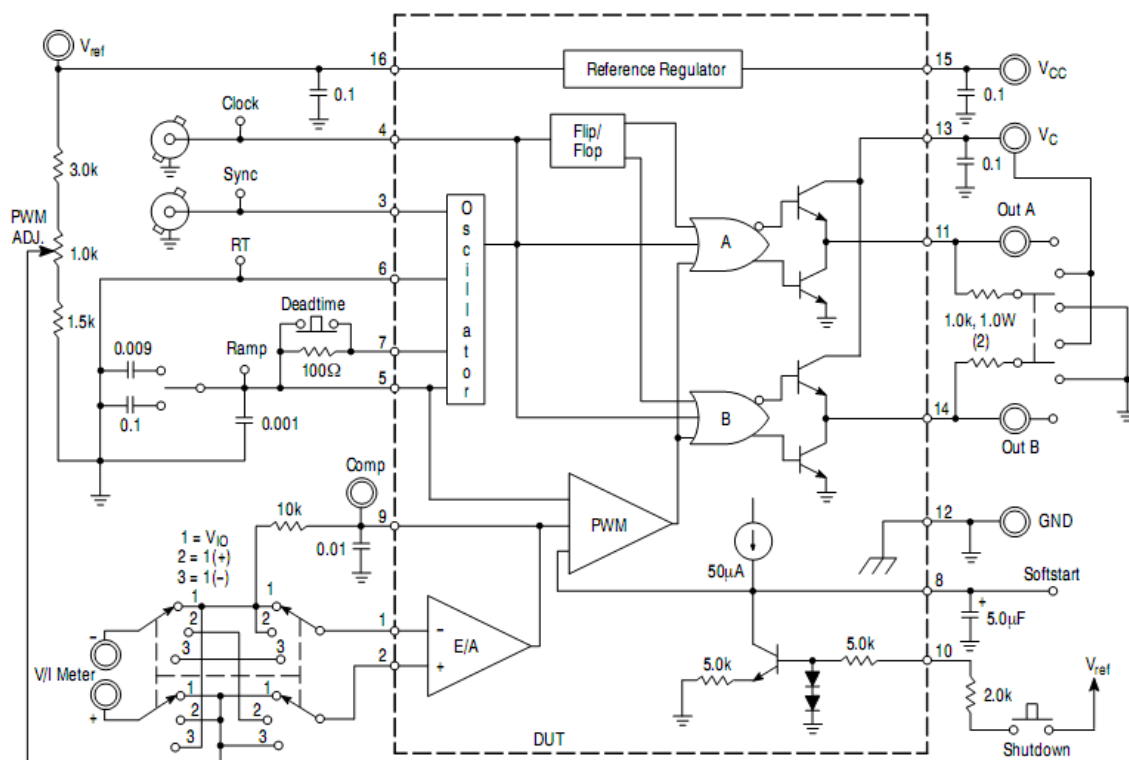 Vref
16
Reference Regulator
15
VCC
0.1
0.1
Clock
4
Flip/
Flop
13
VC
0.1
3.0k
Sync
3
O
s
c
i
l
l
a
t
o
r
Out A
11
A
PWM
ADJ.
1.0k
RT
6
1.5k
Deadtime
7
100Ω
1.0k, 1.0W
(2)
0.009
Ramp
5
0.1
0.001
B
14
Out B
Comp
10k
9
0.01
PWM
12
GND
1 = VIO
2 = 1(+)
3 = 1(−)
50μA
8
Softstart
+
5.0μF
1
1
2
3
1
−
E/A
2
+
−
V/I Meter
+
1
1
2
2
3
3
5.0k
5.0k
10
Vref
2.0k
Shutdown
DUT